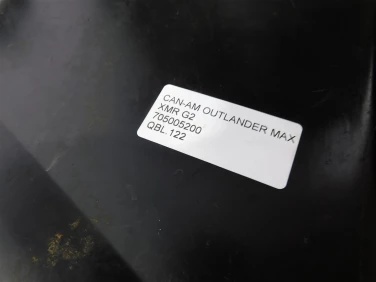 CAN-AM OUTLANDER MAX
XMR G2
705005200
QBL 122